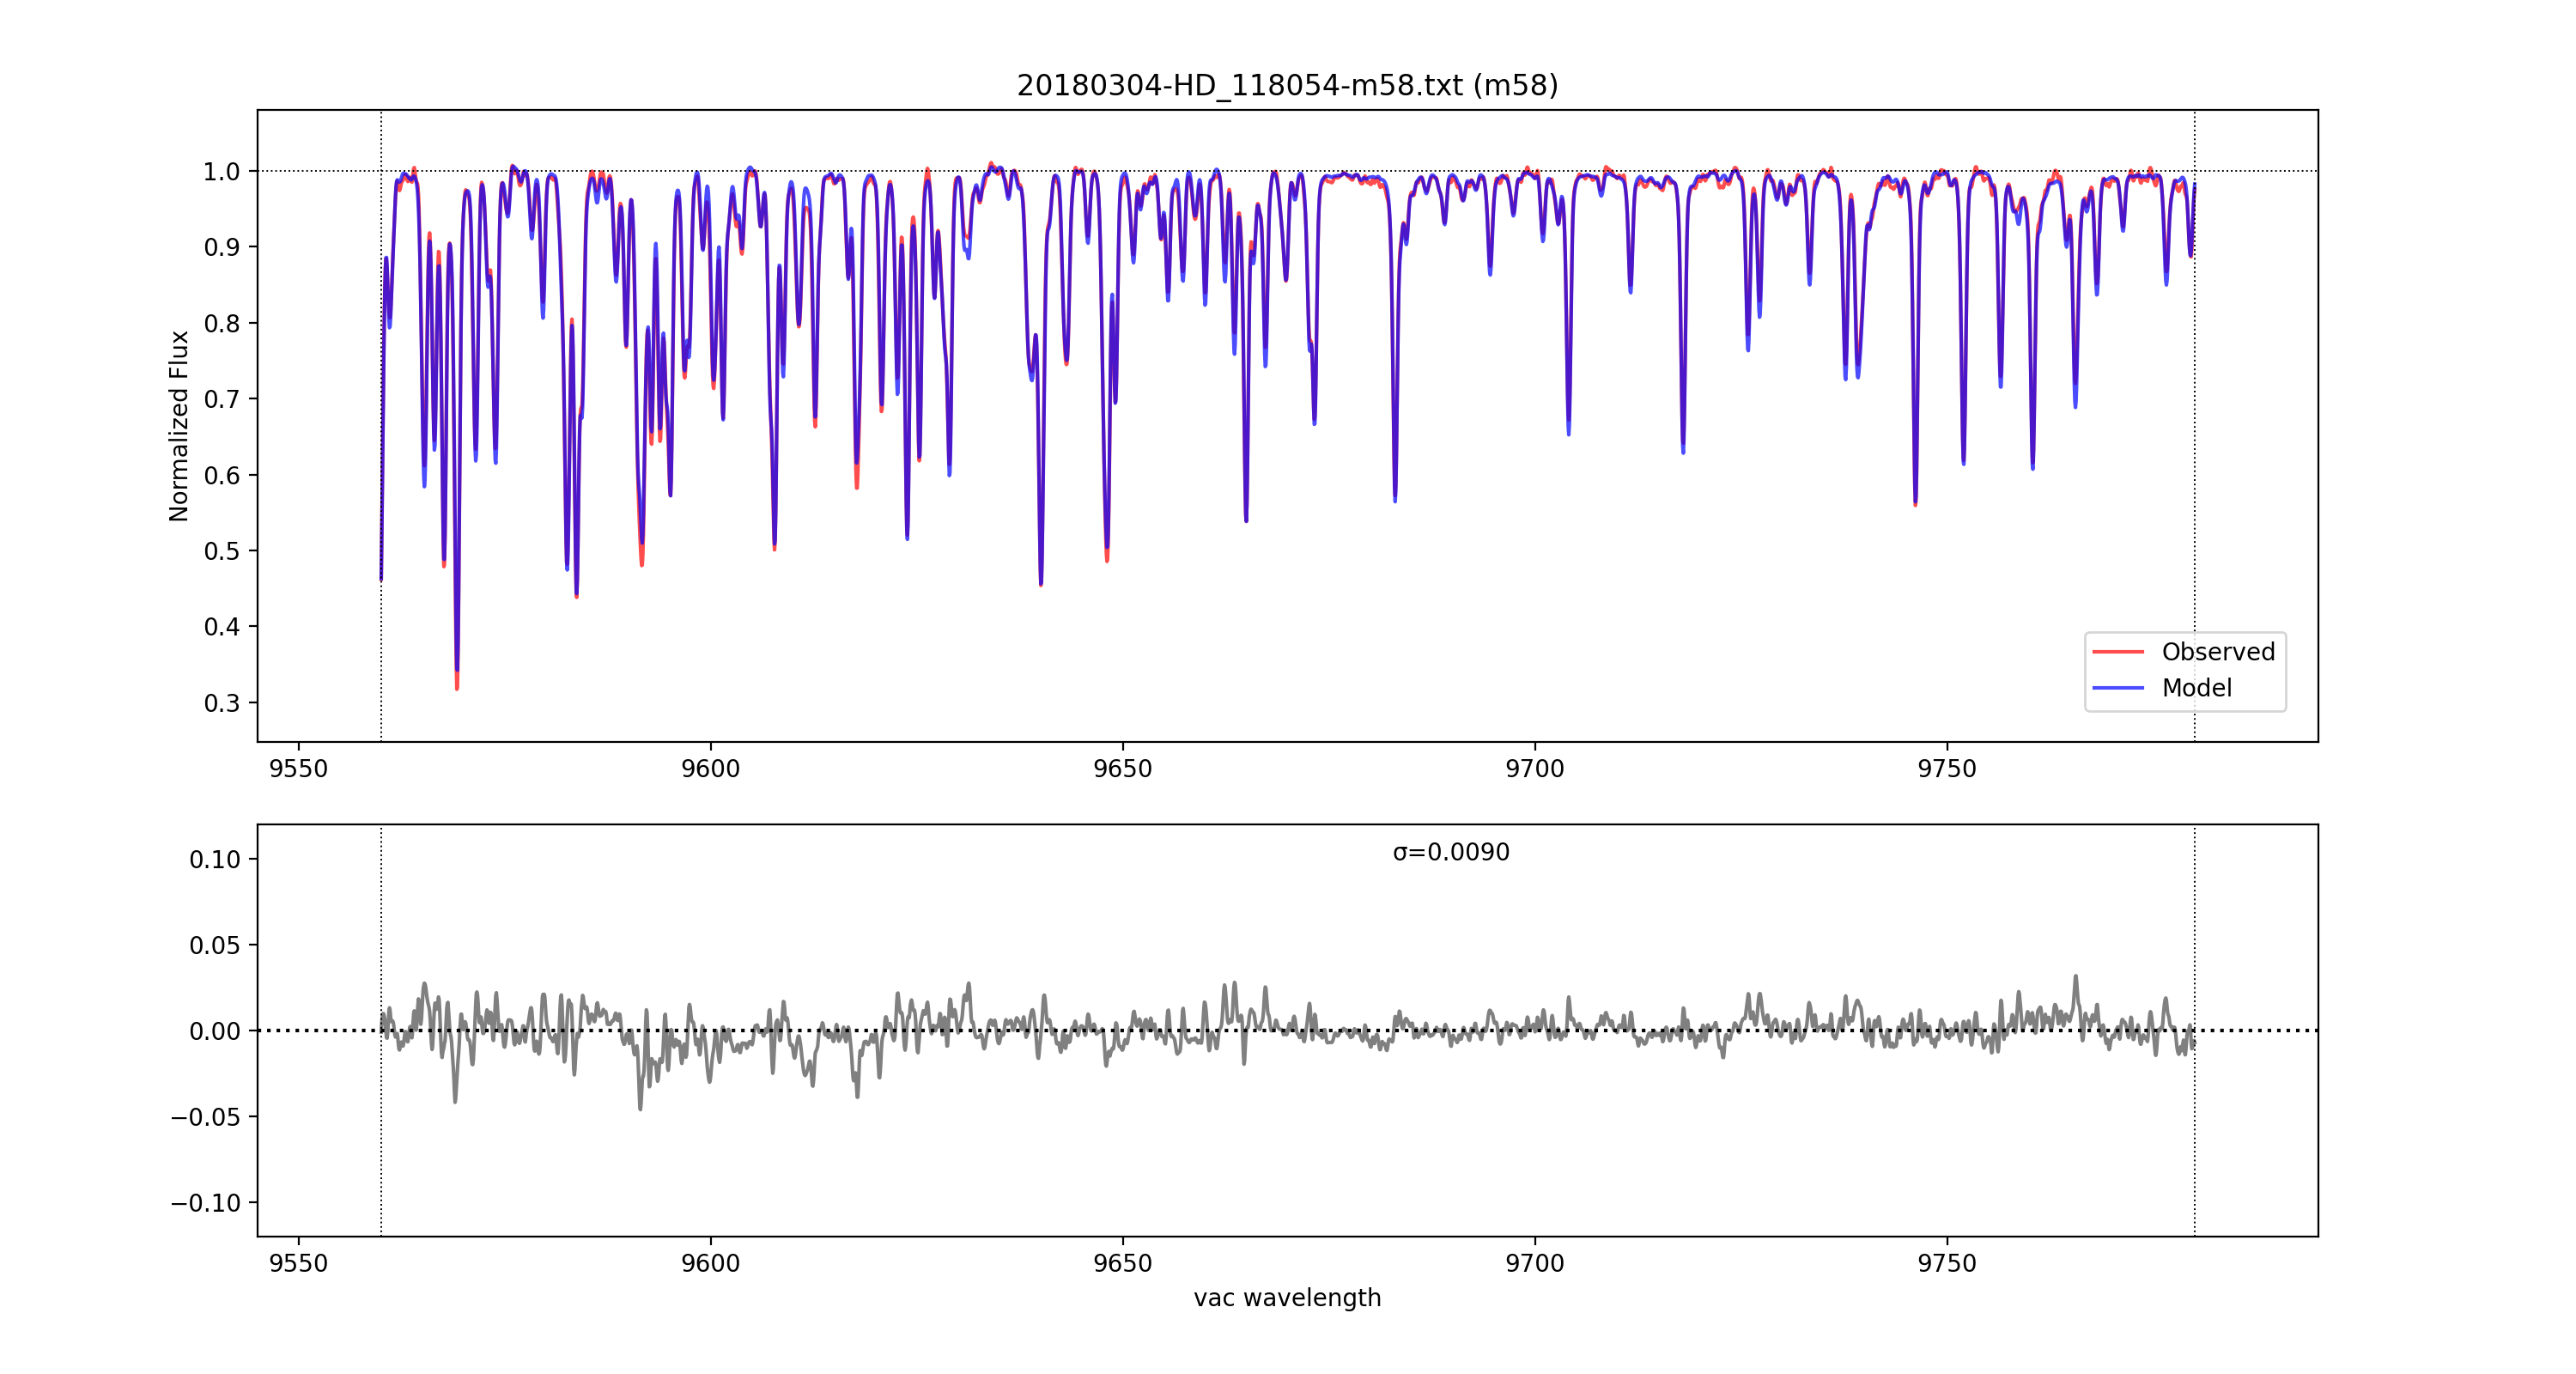 20180304-HD_118054-m58.txt (m58)
Normalized Flux
1.0
0.9
0.8
0.7
0.6
0.5
0.4
0.3
Observed
Model
9550 9600 9650 9700 9750
σ=0.0090
0.10
0.05
0.00
−0.05
−0.10
9550 9600 9650 9700 9750
vac wavelength